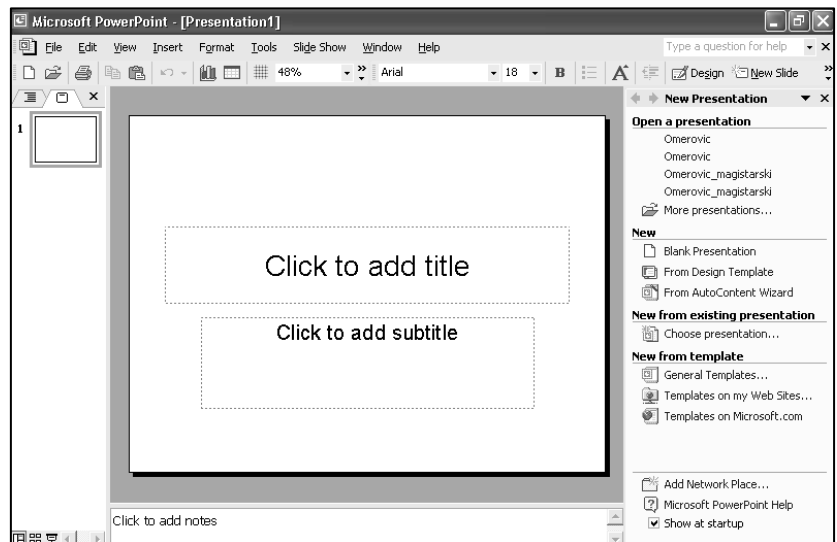 Microsoft PowerPoint - [Presentation1]
File Edit View Insert Format Tools Slide Show Window Help Type a question for help
48% Arial 18 B A Design New Slide
New Presentation
1
Open a presentation
Omerovic
Omerovic
Omerovic_magistarski
Omerovic_magistarski
More presentations...
New
Blank Presentation
From Design Template
From AutoContent Wizard
New from existing presentation
Choose presentation...
New from template
General Templates...
Templates on my Web Sites...
Templates on Microsoft.com
Add Network Place...
Microsoft PowerPoint Help
Show at startup
Click to add title
Click to add subtitle
Click to add notes